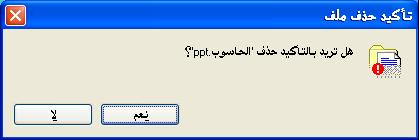 تأكيد حذف ملف
هل تريد بالتأكيد حذف 'الحاسوب.ppt'؟
نعم
لا